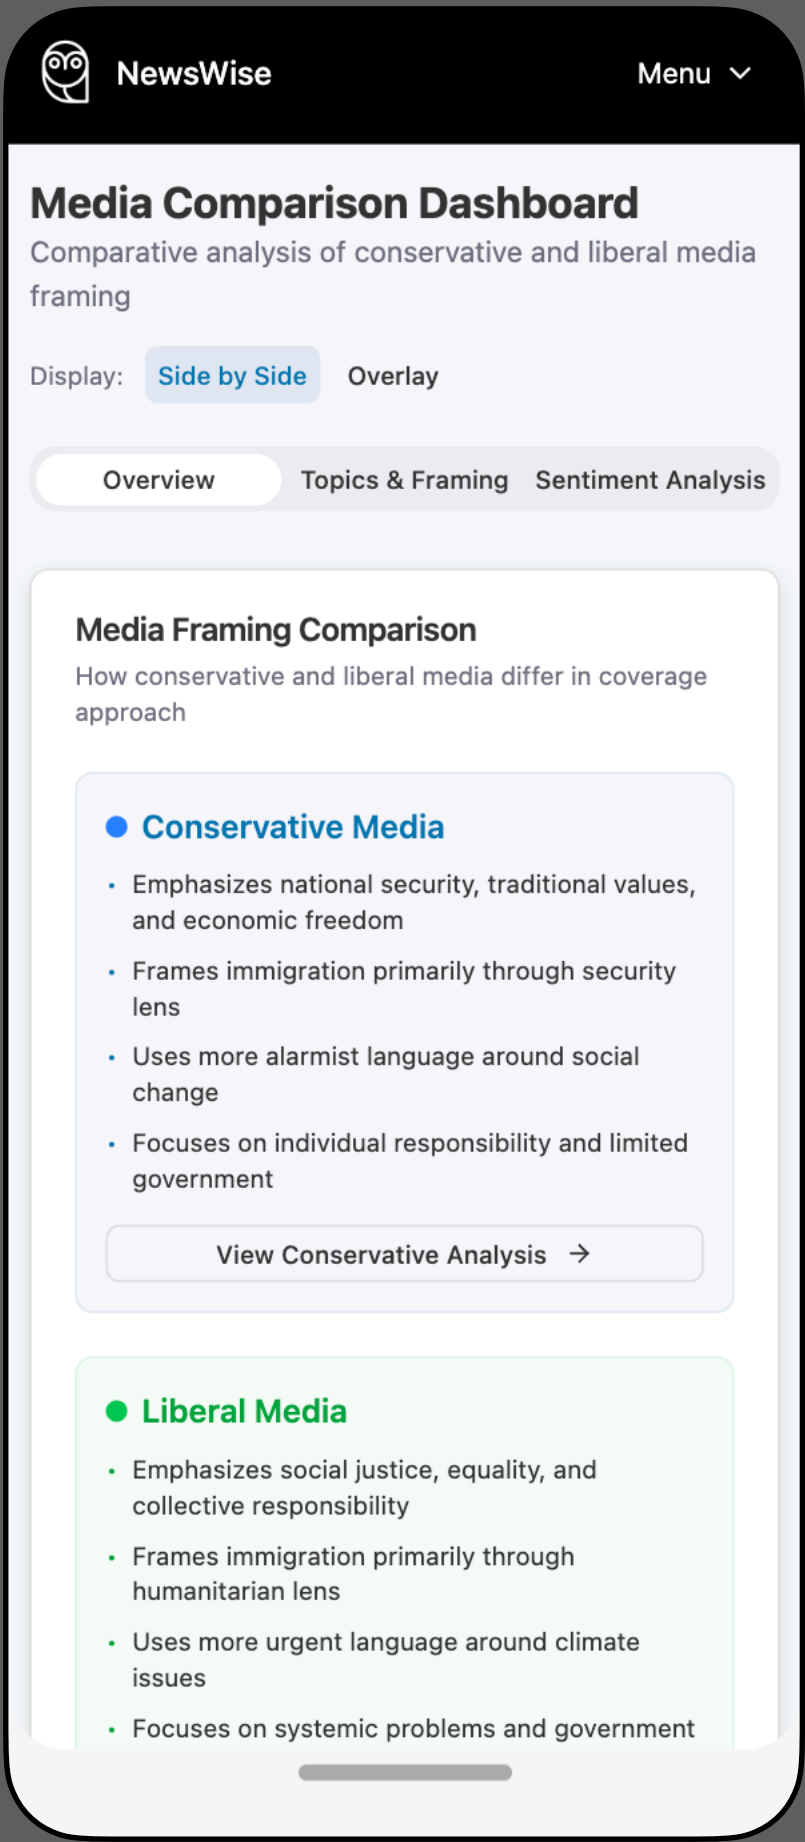 NewsWise
Menu
Media Comparison Dashboard
Comparative analysis of conservative and liberal media
framing
Display: Side by Side Overlay
Overview Topics & Framing Sentiment Analysis
Media Framing Comparison
How conservative and liberal media differ in coverage
approach
Conservative Media
• Emphasizes national security, traditional values,
and economic freedom
• Frames immigration primarily through security
lens
• Uses more alarmist language around social
change
• Focuses on individual responsibility and limited
government
View Conservative Analysis →
Liberal Media
• Emphasizes social justice, equality, and
collective responsibility
• Frames immigration primarily through
humanitarian lens
• Uses more urgent language around climate
issues
• Focuses on systemic problems and government